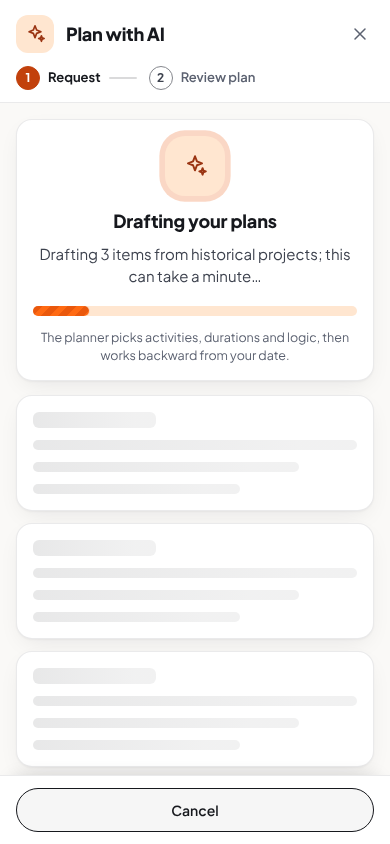 Plan with AI
1 Request 2 Review plan
Drafting your plans
Drafting 3 items from historical projects; this
can take a minute…
The planner picks activities, durations and logic, then
works backward from your date.
Cancel